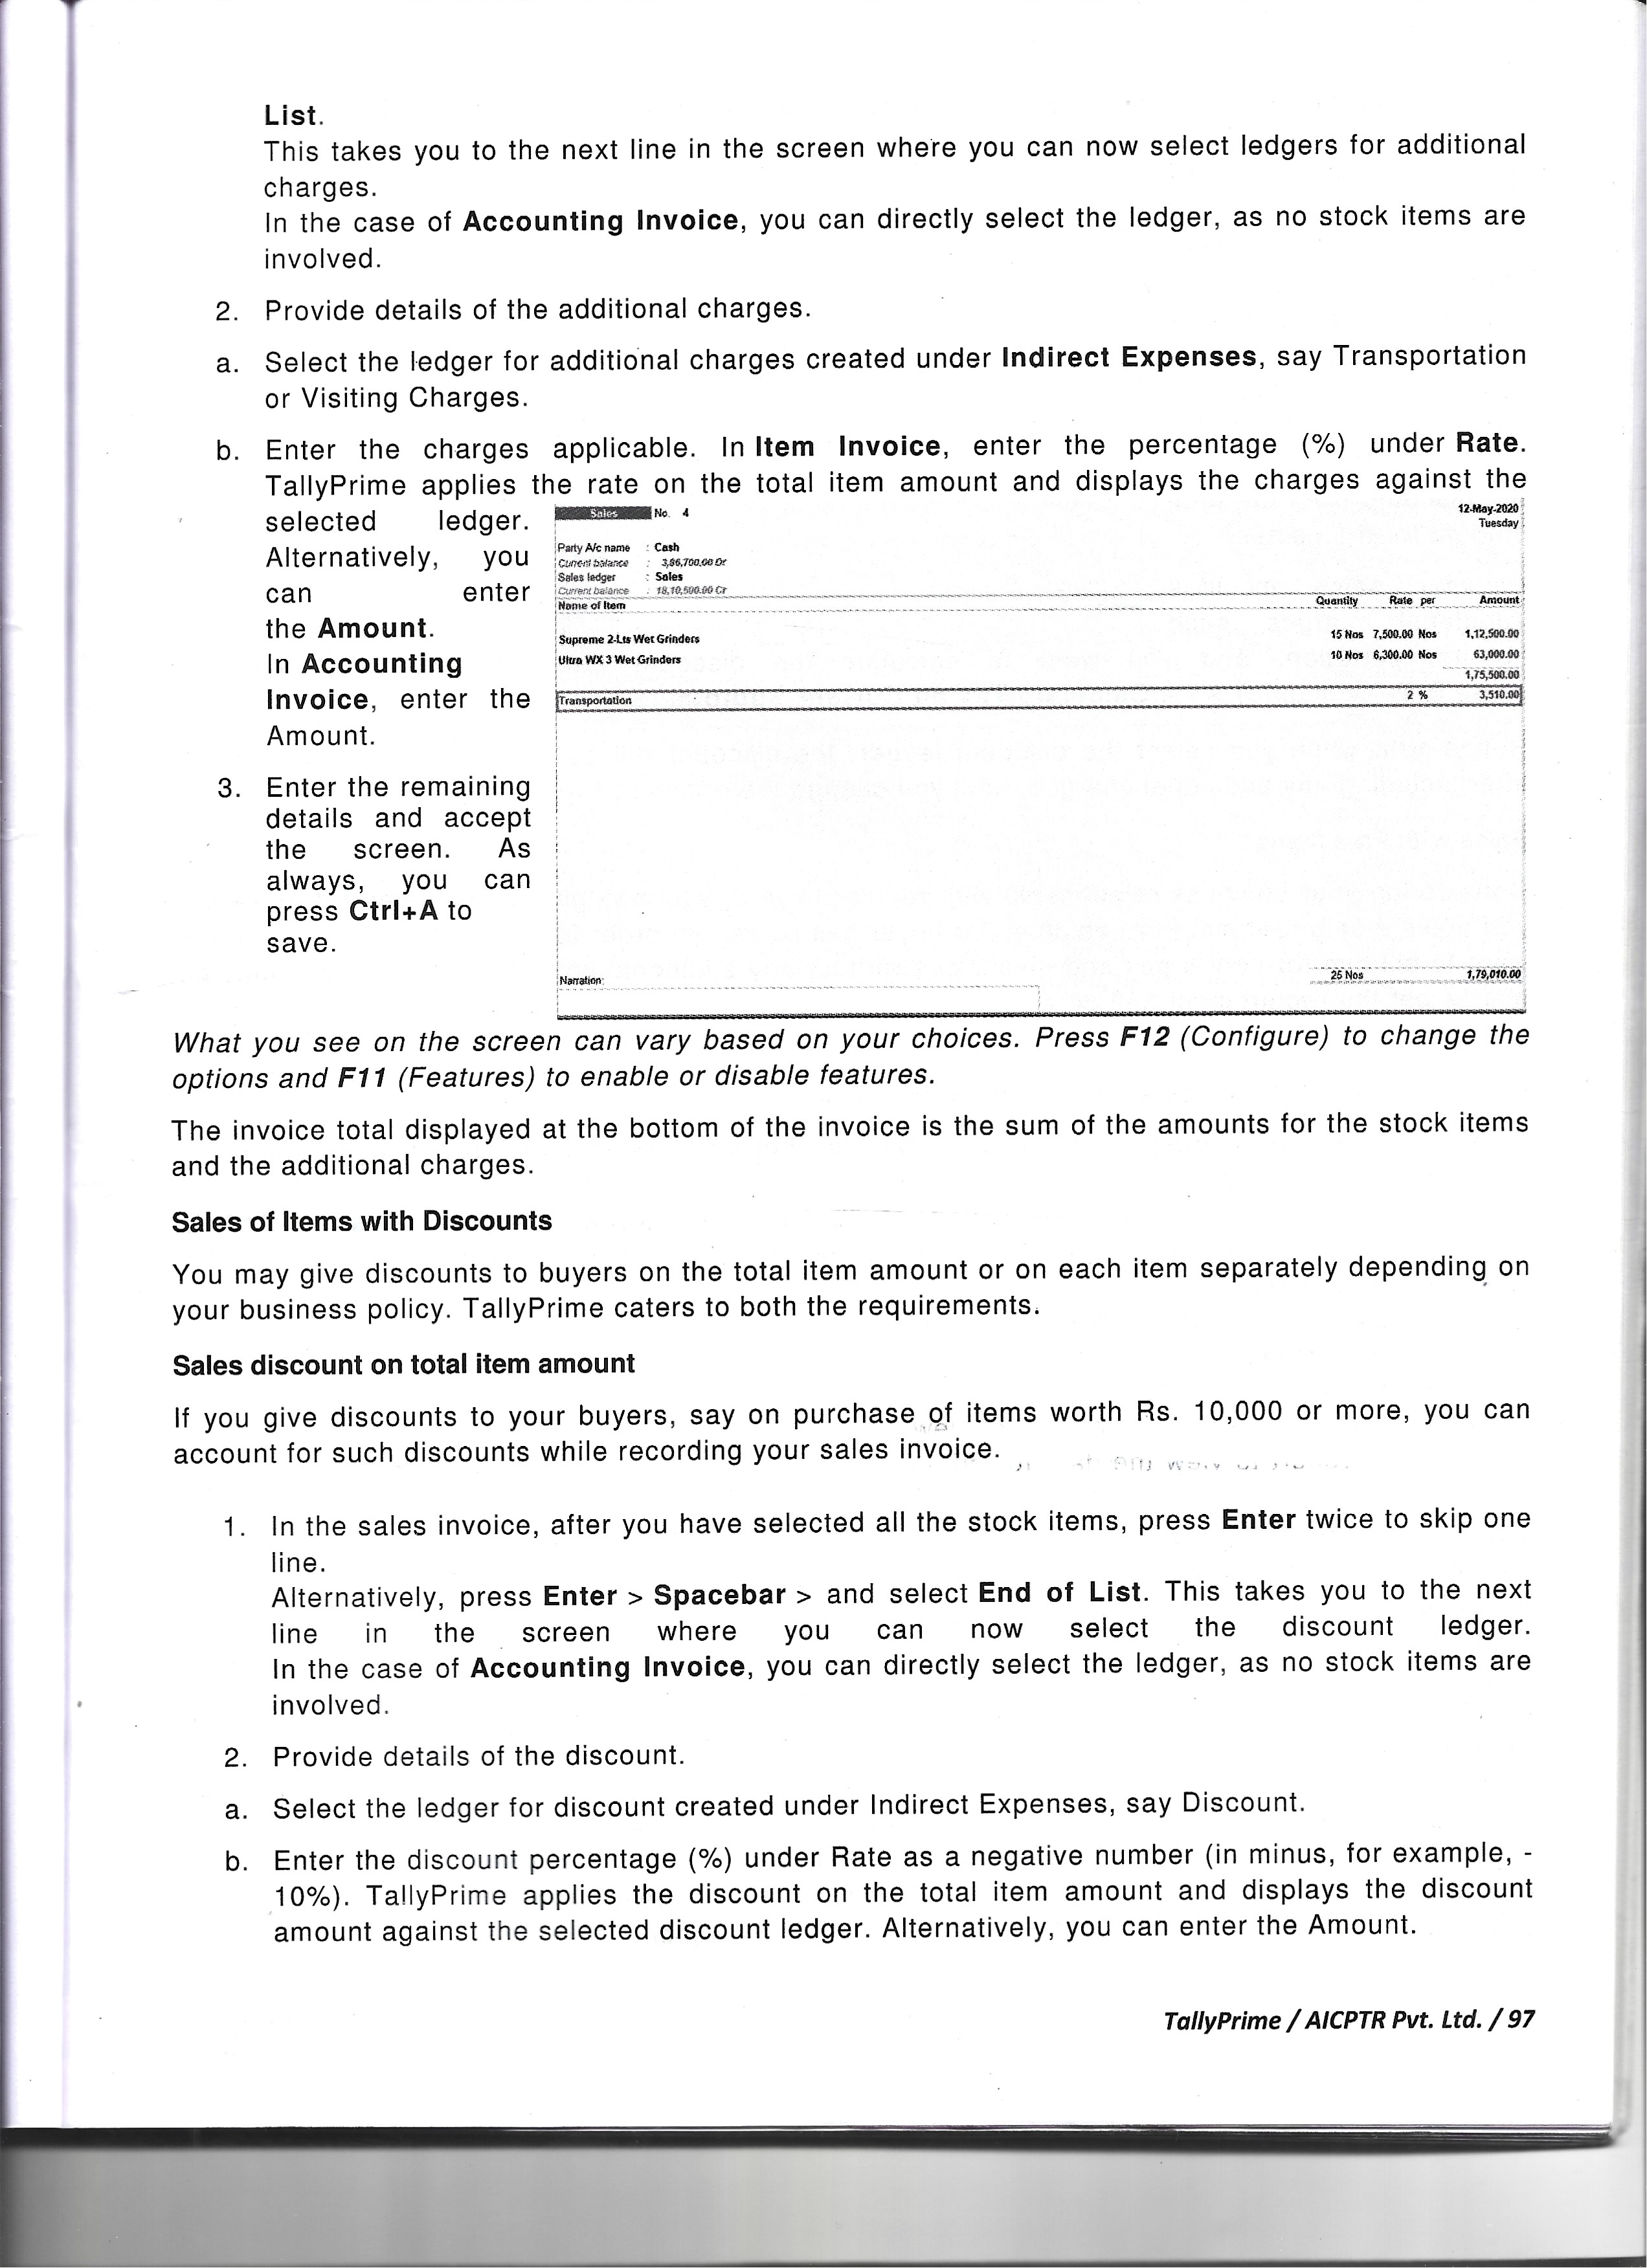 List.
This takes you to the next line in the screen where you can now select ledgers for additional
charges.
In the case of Accounting Invoice, you can directly select the ledger, as no stock items are
involved.
2. Provide details of the additional charges.
a. Select the ledger for additional charges created under Indirect Expenses, say Transportation
or Visiting Charges.
b. Enter the charges applicable. In Item Invoice, enter the percentage (%) under Rate.
TallyPrime applies the rate on the total item amount and displays the charges against the
selected ledger.
Alternatively, you
can enter
the Amount.
In Accounting
Invoice, enter the
Amount.
3. Enter the remaining
details and accept
the screen. As
always, you can
press Ctrl+A to
save.
Sales No. 4 12-May-2020
Tuesday
Party A/c name : Cash
Current balance : 3,86,700.00 Dr
Sales ledger : Sales
Current balance : 18,10,500.00 Cr
Name of Item Quantity Rate per Amount
Supreme 2-Lts Wet Grinders 15 Nos 7,500.00 Nos 1,12,500.00
Ultra WX 3 Wet Grinders 10 Nos 6,300.00 Nos 63,000.00
1,75,500.00
Transportation 2 % 3,510.00
Narration: 25 Nos 1,79,010.00
What you see on the screen can vary based on your choices. Press F12 (Configure) to change the
options and F11 (Features) to enable or disable features.
The invoice total displayed at the bottom of the invoice is the sum of the amounts for the stock items
and the additional charges.
Sales of Items with Discounts
You may give discounts to buyers on the total item amount or on each item separately depending on
your business policy. TallyPrime caters to both the requirements.
Sales discount on total item amount
If you give discounts to your buyers, say on purchase of items worth Rs. 10,000 or more, you can
account for such discounts while recording your sales invoice.
1. In the sales invoice, after you have selected all the stock items, press Enter twice to skip one
line.
Alternatively, press Enter > Spacebar > and select End of List. This takes you to the next
line in the screen where you can now select the discount ledger.
In the case of Accounting Invoice, you can directly select the ledger, as no stock items are
involved.
2. Provide details of the discount.
a. Select the ledger for discount created under Indirect Expenses, say Discount.
b. Enter the discount percentage (%) under Rate as a negative number (in minus, for example, -
10%). TallyPrime applies the discount on the total item amount and displays the discount
amount against the selected discount ledger. Alternatively, you can enter the Amount.
TallyPrime / AICPTR Pvt. Ltd. / 97